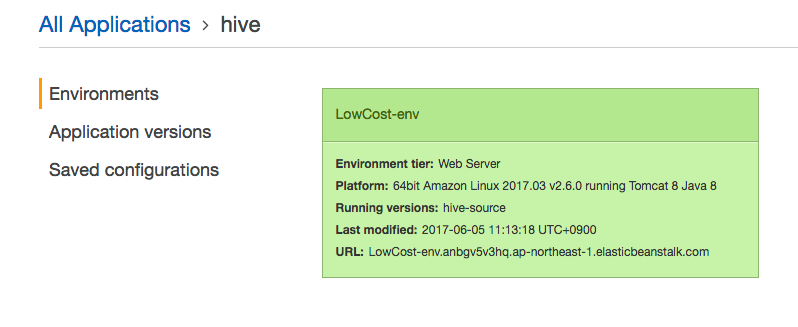 All Applications › hive
Environments
Application versions
Saved configurations
LowCost-env
Environment tier: Web Server
Platform: 64bit Amazon Linux 2017.03 v2.6.0 running Tomcat 8 Java 8
Running versions: hive-source
Last modified: 2017-06-05 11:13:18 UTC+0900
URL: LowCost-env.anbgv5v3hq.ap-northeast-1.elasticbeanstalk.com